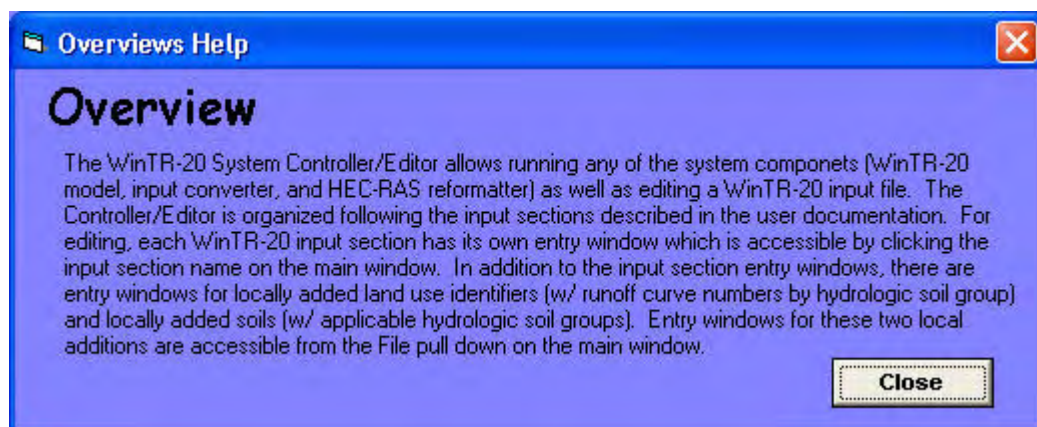 Overviews Help
Overview
The WinTR-20 System Controller/Editor allows running any of the system componets (WinTR-20
model, input converter, and HEC-RAS reformatter) as well as editing a WinTR-20 input file.  The
Controller/Editor is organized following the input sections described in the user documentation.  For
editing, each WinTR-20 input section has its own entry window which is accessible by clicking the
input section name on the main window.  In addition to the input section entry windows, there are
entry windows for locally added land use identifiers (w/ runoff curve numbers by hydrologic soil group)
and locally added soils (w/ applicable hydrologic soil groups).  Entry windows for these two local
additions are accessible from the File pull down on the main window.
Close